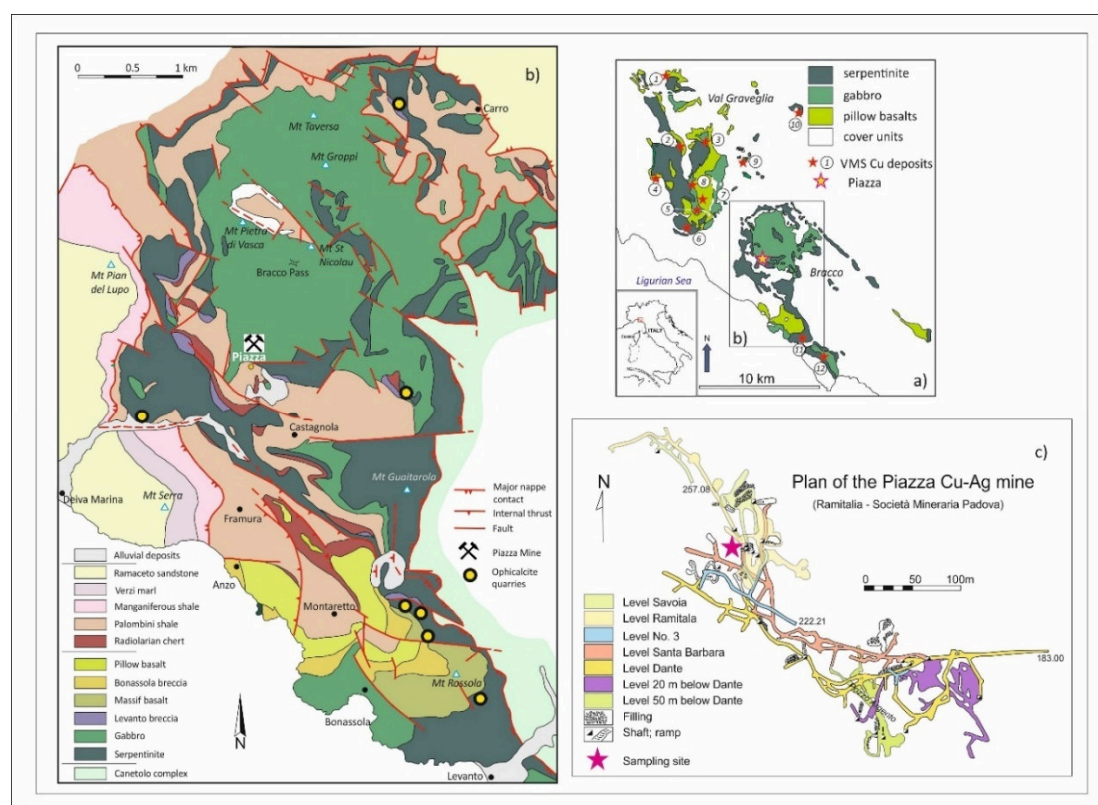 b)
0 1 km
Carro
Mt Taversa
Mt Groppi
Mt Pietra
di Vasca
Mt St
Nicolau
Bracco Pass
Mt Pian
del Lupo
Piazza
Castagnola
Deiva Marina
Mt Serra
Framura
Mt Guaitarola
Anzo
Montaretto
Mt Rossola
Bonassola
Levanto
N
Major nappe
contact
Internal thrust
Fault
Piazza Mine
Ophicalcite
quarries
Alluvial deposits
Ramaceto sandstone
Verzi marl
Manganiferous shale
Palombini shale
Radiolarian chert
Pillow basalt
Bonassola breccia
Massif basalt
Levanto breccia
Gabbro
Serpentinite
Canetolo complex
serpentinite
gabbro
pillow basalts
cover units
1 VMS Cu deposits
Piazza
Val Graveglia
1
2
3
4
5
6
7
8
9
10
11
12
Bracco
Ligurian Sea
ITALY
N
b)
10 km
a)
c)
N
Plan of the Piazza Cu-Ag mine
(Ramitalia - Società Mineraria Padova)
257.08
222.21
183.00
0 50 100m
Level Savoia
Level Ramitala
Level No. 3
Level Santa Barbara
Level Dante
Level 20 m below Dante
Level 50 m below Dante
Filling
Shaft; ramp
Sampling site